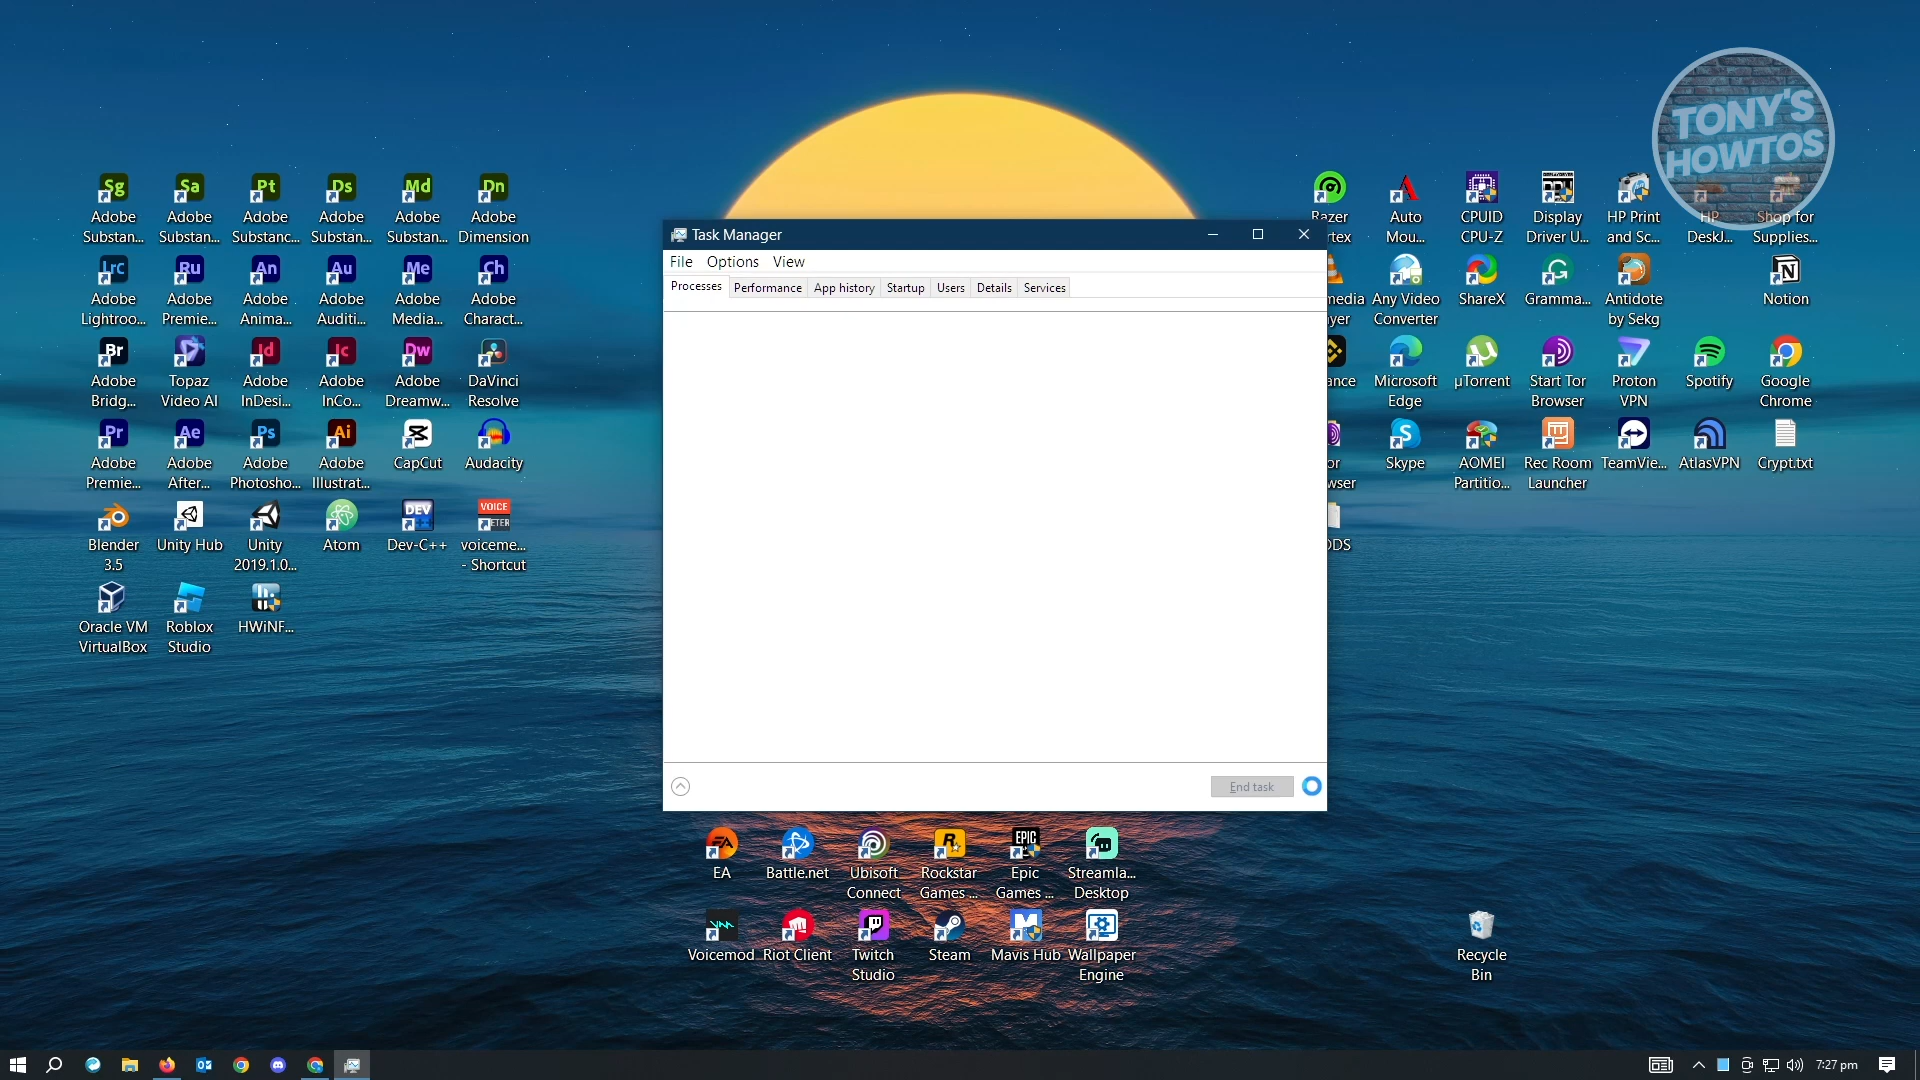 TONY'S
HOWTOS
Sg
Sa
Pt
Ds
Md
Dn
Adobe
Substan...
Adobe
Substan...
Adobe
Substanc...
Adobe
Substan...
Adobe
Substan...
Adobe
Dimension
Lrc
Ru
An
Au
Me
Ch
Adobe
Lightroo...
Adobe
Premie...
Adobe
Anima...
Adobe
Auditi...
Adobe
Media...
Adobe
Charact...
Br
Id
Ic
Dw
Adobe
Bridg...
Topaz
Video AI
Adobe
InDesi...
Adobe
InCo...
Adobe
Dreamw...
DaVinci
Resolve
Pr
Ae
Ps
Ai
Adobe
Premie...
Adobe
After...
Adobe
Photosho...
Adobe
Illustrat...
CapCut
Audacity
DEV
VOICE
Blender
3.5
Unity Hub
Unity
2019.1.0...
Atom
Dev-C++
voiceme...
- Shortcut
Oracle VM
VirtualBox
Roblox
Studio
HWiNF...
Task Manager
File
Options
View
Processes
Performance
App history
Startup
Users
Details
Services
End task
Razer
rtex
Auto
Mou...
CPUID
CPU-Z
Display
Driver U...
HP Print
and Sc...
HP
DeskJ...
Shop for
Supplies...
media
ayer
Any Video
Converter
ShareX
Gramma...
Antidote
by Sekg
Notion
ance
Microsoft
Edge
µTorrent
Start Tor
Browser
Proton
VPN
Spotify
Google
Chrome
or
wser
Skype
AOMEI
Partitio...
Rec Room
Launcher
TeamVie...
AtlasVPN
Crypt.txt
EA
Battle.net
Ubisoft
Connect
Rockstar
Games ...
EPIC
Epic
Games ...
Streamla...
Desktop
Voicemod
Riot Client
Twitch
Studio
Steam
Mavis Hub
Wallpaper
Engine
Recycle
Bin
7:27 pm